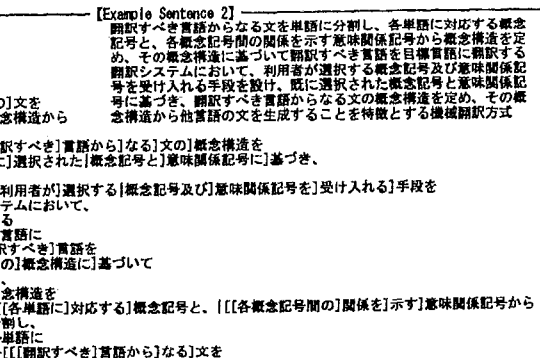 [Example Sentence 2]
翻訳すべき言語からなる文を単語に分割し、各単語に対応する概念
記号と、各概念記号間の関係を示す意味関係記号から概念構造を定
め、その概念構造に基づいて翻訳すべき言語を目標言語に翻訳する
翻訳システムにおいて、利用者が選択する概念記号及び意味関係記
号を受け入れる手段を設け、既に選択された概念記号と意味関係記
の]文を 号に基づき、翻訳すべき言語からなる文の概念構造を定め、その概
念構造から 念構造から他言語の文を生成することを特徴とする機械翻訳方式
訳すべき]言語から]なる]文の]概念構造を
に]選択された[概念記号と]意味関係記号に]基づき、
利用者が]選択する[概念記号及び]意味関係記号を]受け入れる]手段を
テムにおいて、
る
言語に
訳すべき]言語を
の]概念構造に]基づいて
、
念構造を
[各単語に]対応する]概念記号と、[[[各概念記号間の]関係を]示す]意味関係記号から
割し、
単語に
[[[翻訳すべき]言語から]なる]文を